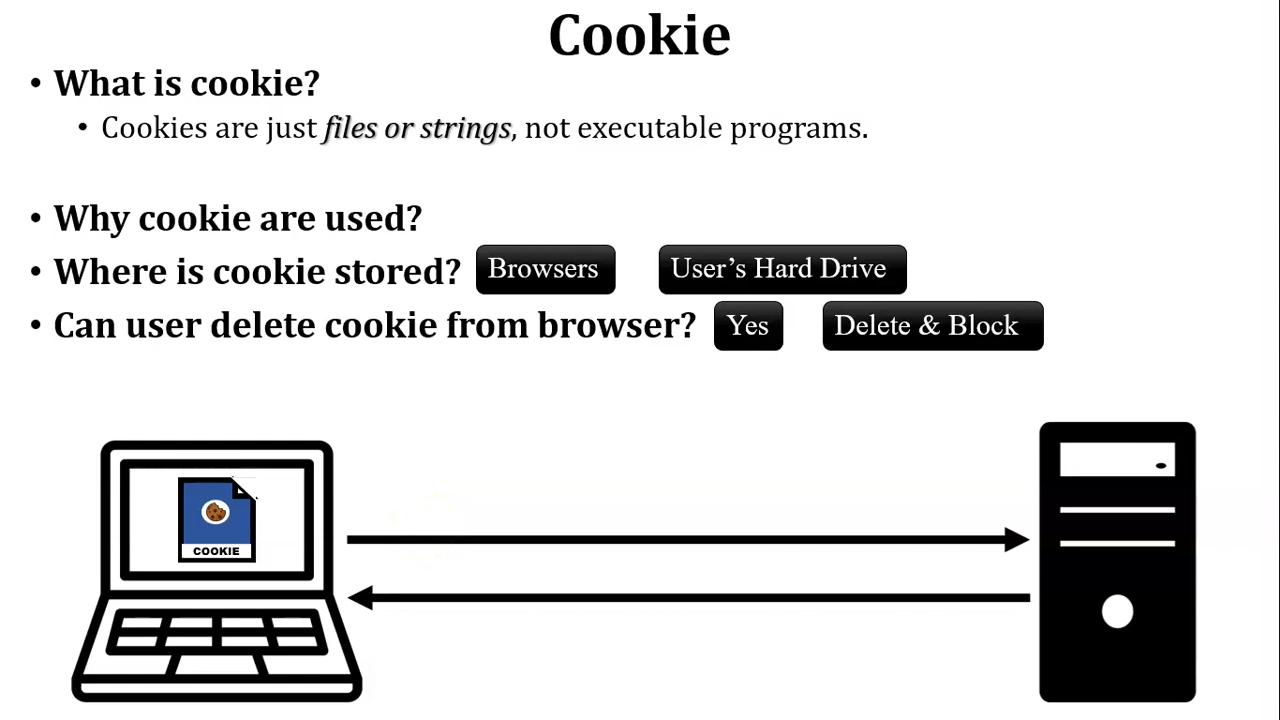 Cookie
• What is cookie?
• Cookies are just files or strings, not executable programs.
• Why cookie are used?
• Where is cookie stored? Browsers User’s Hard Drive
• Can user delete cookie from browser? Yes Delete & Block
COOKIE